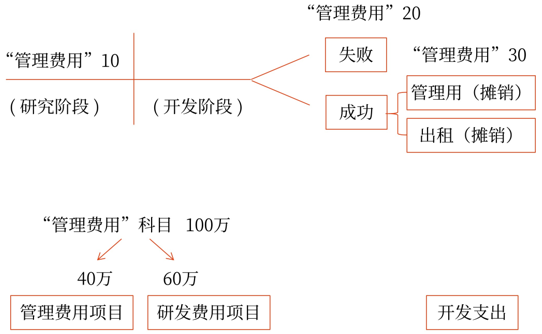 “管理费用”20
“管理费用”10
“管理费用”30
失败
管理用（摊销）
(研究阶段)
(开发阶段)
成功
出租（摊销）
“管理费用”科目 100万
40万
60万
管理费用项目
研发费用项目
开发支出